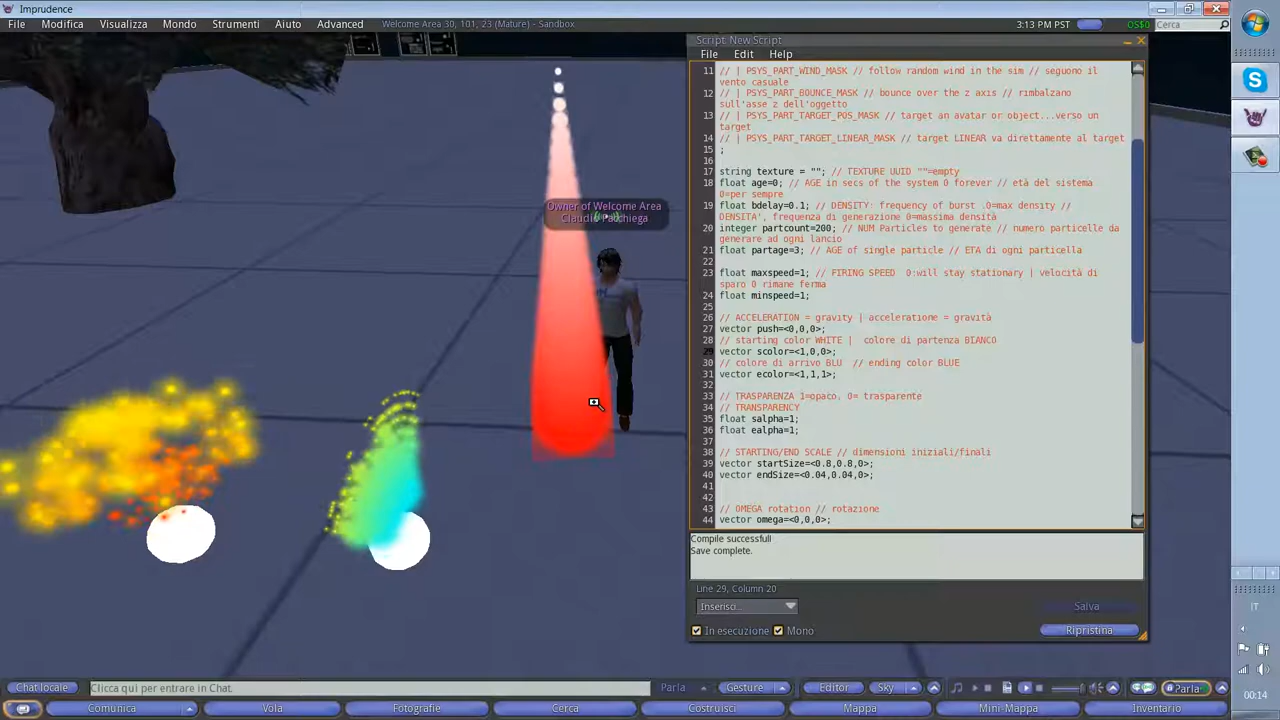 Imprudence
File Modifica Visualizza Mondo Strumenti Aiuto Advanced Welcome Area 30, 101, 23 (Mature) - Sandbox 3:13 PM PST OS$0 Cerca
Script: New Script
File Edit Help
11 // | PSYS_PART_WIND_MASK // follow random wind in the sim // seguono il
vento casuale
12 // | PSYS_PART_BOUNCE_MASK // bounce over the z axis // rimbalzano
sull'asse z dell'oggetto
13 // | PSYS_PART_TARGET_POS_MASK // target an avatar or object...verso un
target
14 // | PSYS_PART_TARGET_LINEAR_MASK // target LINEAR va direttamente al target
15 ;
16
17 string texture = ""; // TEXTURE UUID ""=empty
18 float age=0; // AGE in secs of the system 0 forever // età del sistema
0=per sempre
19 float bdelay=0.1; // DENSITY: frequency of burst .0=max density //
DENSITA', frequenza di generazione 0=massima densità
20 integer partcount=200; // NUM Particles to generate // numero particelle da
generare ad ogni lancio
21 float partage=3; // AGE of single particle // ETA di ogni particella
22
23 float maxspeed=1; // FIRING SPEED 0:will stay stationary | velocità di
sparo 0 rimane ferma
24 float minspeed=1;
25
26 // ACCELERATION = gravity | acceleratione = gravità
27 vector push=<0,0,0>;
28 // starting color WHITE | colore di partenza BIANCO
29 vector scolor=<1,0,0>;
30 // colore di arrivo BLU // ending color BLUE
31 vector ecolor=<1,1,1>;
32
33 // TRASPARENZA 1=opaco, 0= trasparente
34 // TRANSPARENCY
35 float salpha=1;
36 float ealpha=1;
37
38 // STARTING/END SCALE // dimensioni iniziali/finali
39 vector startSize=<0.8,0.8,0>;
40 vector endSize=<0.04,0.04,0>;
41
42
43 // OMEGA rotation // rotazione
44 vector omega=<0,0,0>;
Owner of Welcome Area
Claudio Pacchiega
Compile successful!
Save complete.
Line 29, Column 20
Inserisci... Salva
In esecuzione Mono Ripristina
IT
00:14
Chat locale Clicca qui per entrare in Chat. Parla Gesture Editor Sky Parla
Comunica Vola Fotografie Cerca Costruisci Mappa Mini-Mappa Inventario